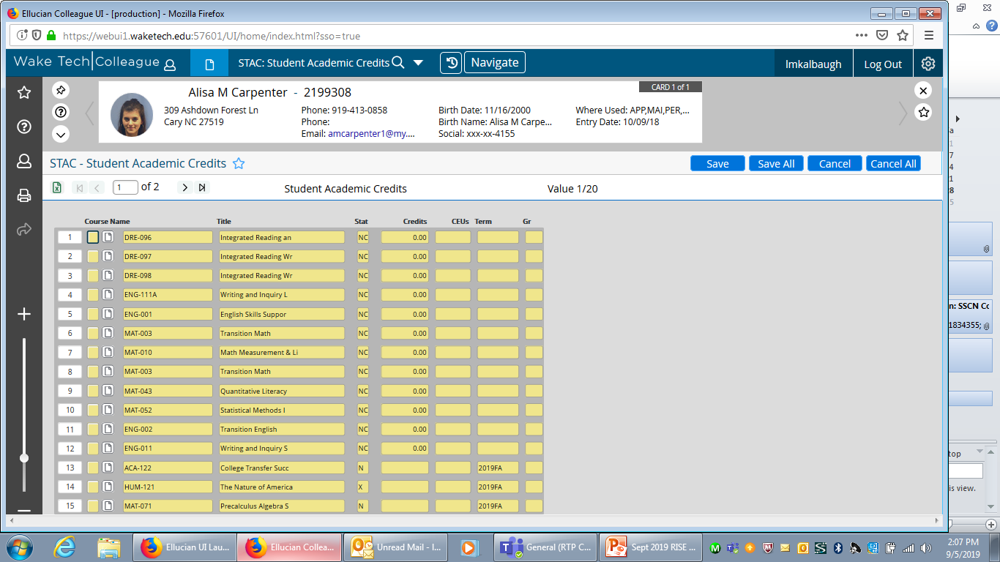 Ellucian Colleague UI - [production] - Mozilla Firefox
https://webui1.waketech.edu:57601/UI/home/index.html?sso=true
Wake Tech Colleague
STAC: Student Academic Credits
Navigate
lmkalbaugh
Log Out
CARD 1 of 1
Alisa M Carpenter - 2199308
309 Ashdown Forest Ln Phone: 919-413-0858 Birth Date: 11/16/2000 Where Used: APP,MAI,PER,...
Cary NC 27519 Phone: Birth Name: Alisa M Carpe... Entry Date: 10/09/18
Email: amcarpenter1@my.... Social: xxx-xx-4155
STAC - Student Academic Credits Save Save All Cancel Cancel All
1 of 2 Student Academic Credits Value 1/20
Course Name Title Stat Credits CEUs Term Gr
1 DRE-096 Integrated Reading an NC 0.00
2 DRE-097 Integrated Reading Wr NC 0.00
3 DRE-098 Integrated Reading Wr NC 0.00
4 ENG-111A Writing and Inquiry L NC 0.00
5 ENG-001 English Skills Suppor NC 0.00
6 MAT-003 Transition Math NC 0.00
7 MAT-010 Math Measurement & Li NC 0.00
8 MAT-003 Transition Math NC 0.00
9 MAT-043 Quantitative Literacy NC 0.00
10 MAT-052 Statistical Methods I NC 0.00
11 ENG-002 Transition English NC 0.00
12 ENG-011 Writing and Inquiry S NC 0.00
13 ACA-122 College Transfer Succ N 2019FA
14 HUM-121 The Nature of America X 2019FA
15 MAT-071 Precalculus Algebra S N 2019FA
n: SSCN Co
1834355;
top
is view.
Ellucian UI Lau...
Ellucian Collea...
Unread Mail - I...
General (RTP C...
Sept 2019 RISE ...
2:07 PM
9/5/2019